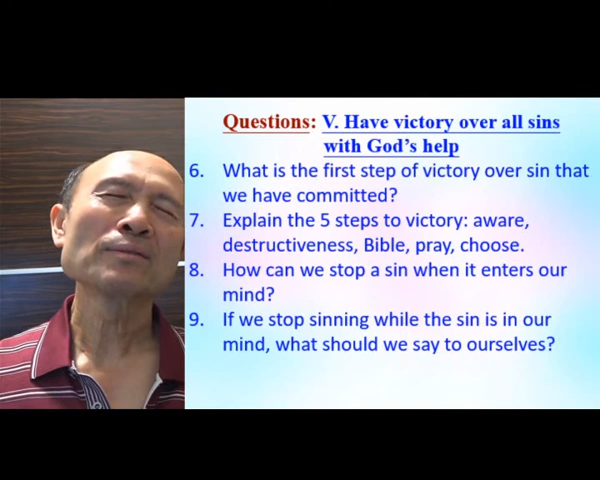 Questions: V. Have victory over all sins
with God's help
6. What is the first step of victory over sin that
we have committed?
7. Explain the 5 steps to victory: aware,
destructiveness, Bible, pray, choose.
8. How can we stop a sin when it enters our
mind?
9. If we stop sinning while the sin is in our
mind, what should we say to ourselves?